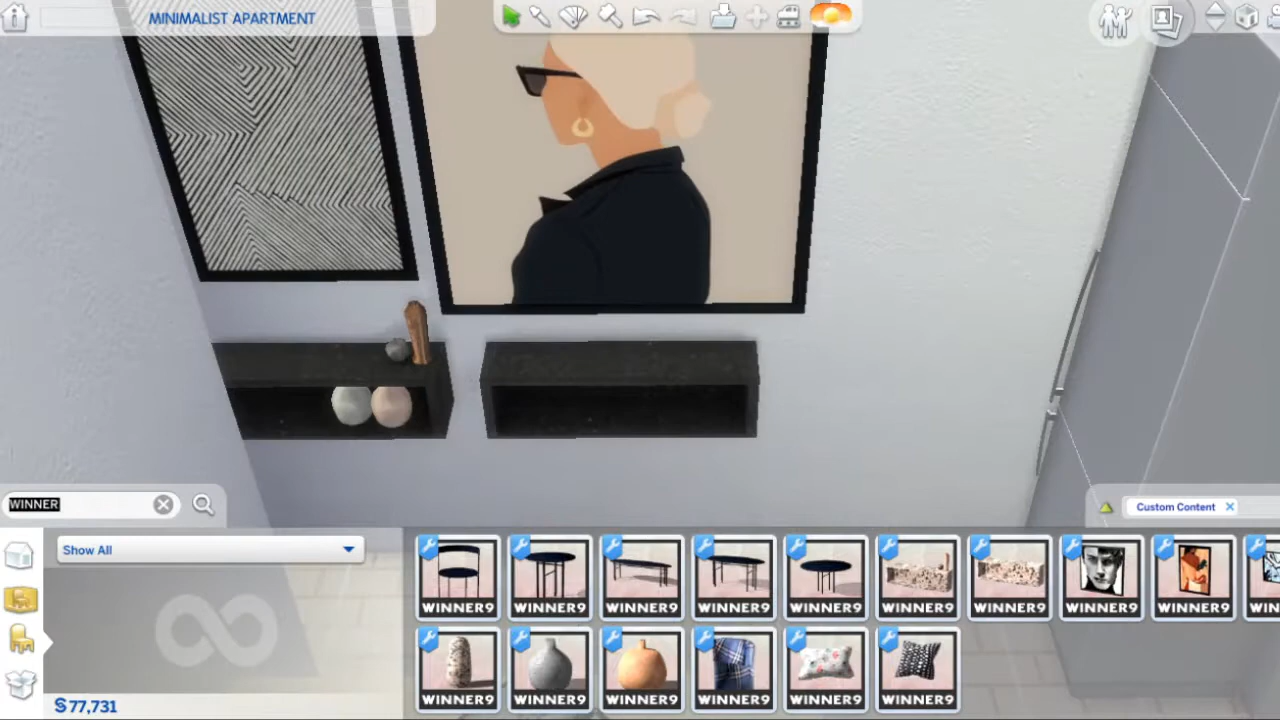 MINIMALIST APARTMENT
WINNER
Custom Content
Show All
WINNER9 WINNER9 WINNER9 WINNER9 WINNER9 WINNER9 WINNER9 WINNER9 WINNER9 WIN
WINNER9 WINNER9 WINNER9 WINNER9 WINNER9 WINNER9
§77,731